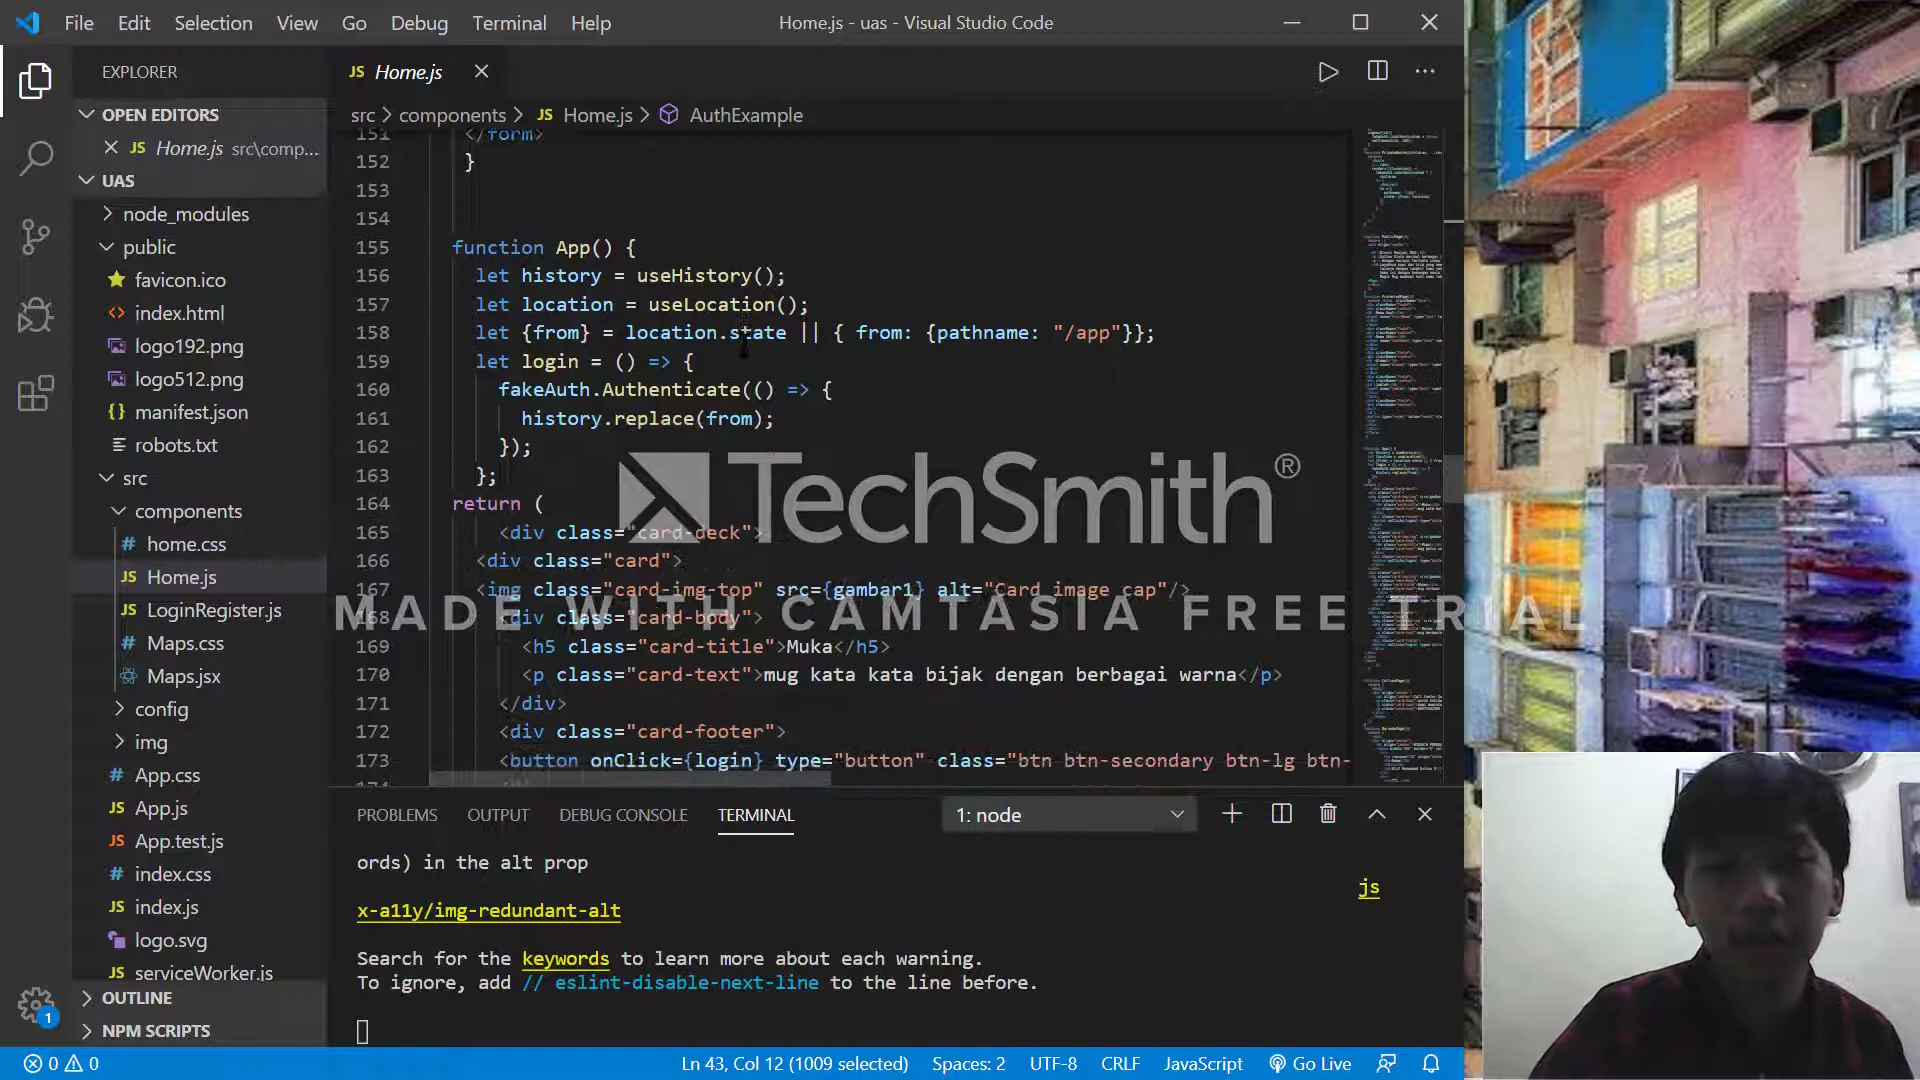 File Edit Selection View Go Debug Terminal Help
Home.js - uas - Visual Studio Code
EXPLORER
OPEN EDITORS
Home.js src\comp...
UAS
node_modules
public
favicon.ico
index.html
logo192.png
logo512.png
manifest.json
robots.txt
src
components
home.css
Home.js
LoginRegister.js
Maps.css
Maps.jsx
config
img
App.css
App.js
App.test.js
index.css
index.js
logo.svg
serviceWorker.js
OUTLINE
NPM SCRIPTS
JS Home.js
src > components > JS Home.js > AuthExample
151 </form>
152 }
153
154
155 function App() {
156 let history = useHistory();
157 let location = useLocation();
158 let {from} = location.state || { from: {pathname: "/app"}};
159 let login = () => {
160 fakeAuth.Authenticate(() => {
161 history.replace(from);
162 });
163 };
164 return (
165 <div class="card-deck">
166 <div class="card">
167 <img class="card-img-top" src={gambar1} alt="Card image cap"/>
168 <div class="card-body">
169 <h5 class="card-title">Muka</h5>
170 <p class="card-text">mug kata kata bijak dengan berbagai warna</p>
171 </div>
172 <div class="card-footer">
173 <button onClick={login} type="button" class="btn btn-secondary btn-lg btn-
TechSmith®
MADE WITH CAMTASIA FREE TRIAL
PROBLEMS OUTPUT DEBUG CONSOLE TERMINAL
1: node
ords) in the alt prop
js
x-a11y/img-redundant-alt
Search for the keywords to learn more about each warning.
To ignore, add // eslint-disable-next-line to the line before.
1
0 0
Ln 43, Col 12 (1009 selected) Spaces: 2 UTF-8 CRLF JavaScript Go Live